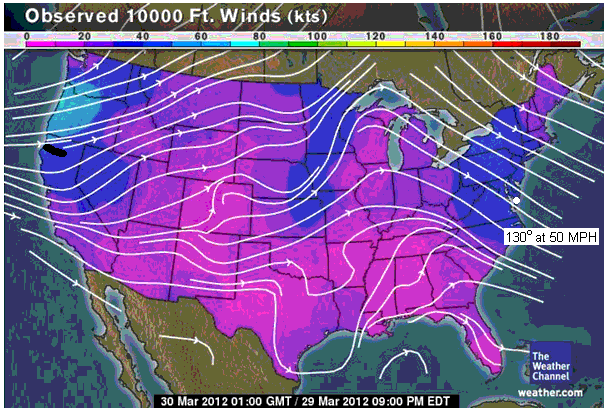 Observed 10000 Ft. Winds (kts)
0 20 40 60 80 100 120 140 160 180
130° at 50 MPH
The
Weather
Channel
weather.com
30 Mar 2012 01:00 GMT / 29 Mar 2012 09:00 PM EDT